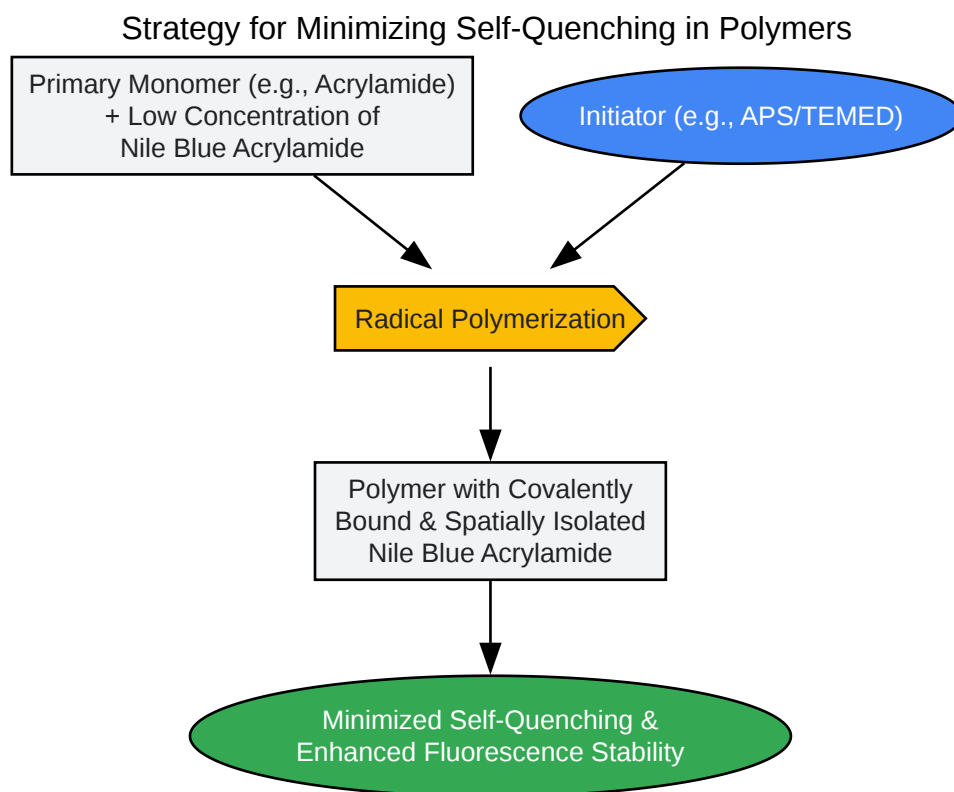 Strategy for Minimizing Self-Quenching in Polymers
Primary Monomer (e.g., Acrylamide)
+ Low Concentration of
Nile Blue Acrylamide
Initiator (e.g., APS/TEMED)
Radical Polymerization
Polymer with Covalently
Bound & Spatially Isolated
Nile Blue Acrylamide
Minimized Self-Quenching &
Enhanced Fluorescence Stability